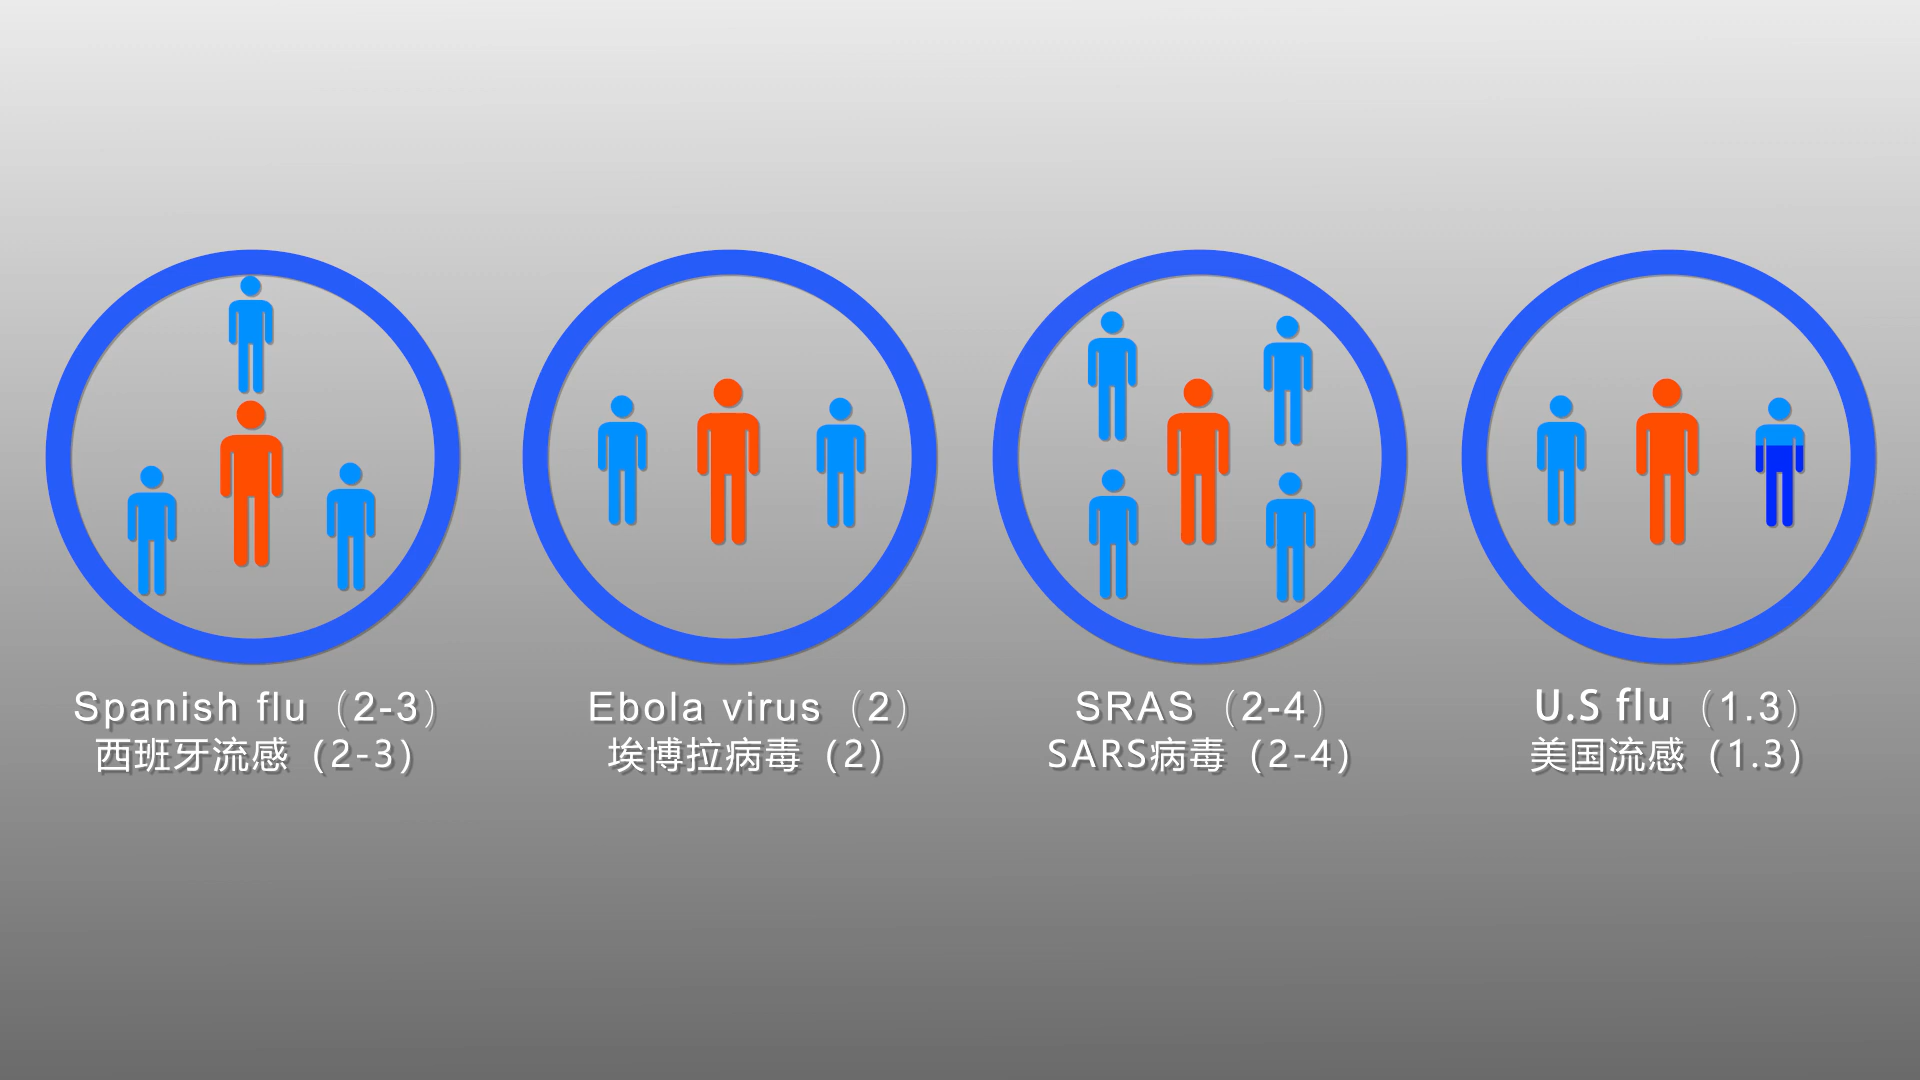 Spanish flu（2-3）
西班牙流感（2-3）
Ebola virus（2）
埃博拉病毒（2）
SRAS（2-4）
SARS病毒（2-4）
U.S flu（1.3）
美国流感（1.3）